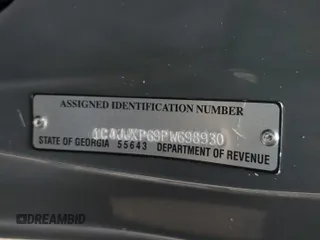 ASSIGNED IDENTIFICATION NUMBER
1C4JJXP69PW698930
STATE OF GEORGIA 55643 DEPARTMENT OF REVENUE
DREAMBID